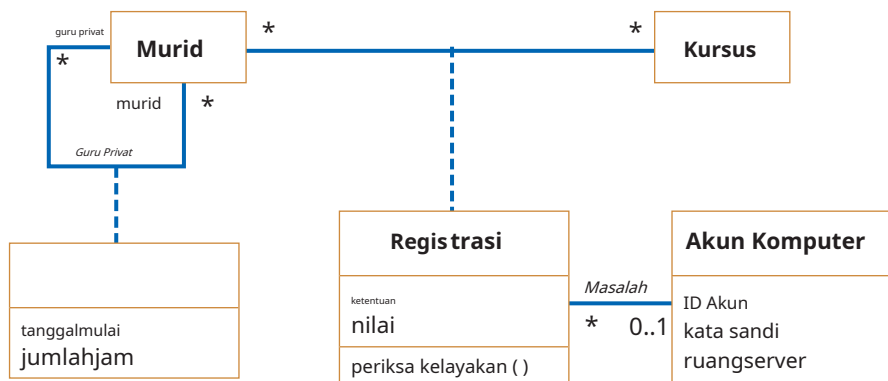 guru privat
Murid
*
*
Kursus
*
murid
*
Guru Privat
Registrasi
Akun Komputer
Masalah
ketentuan
nilai
*
0..1
ID Akun
kata sandi
ruangserver
tanggalmulai
jumlahjam
periksa kelayakan ( )